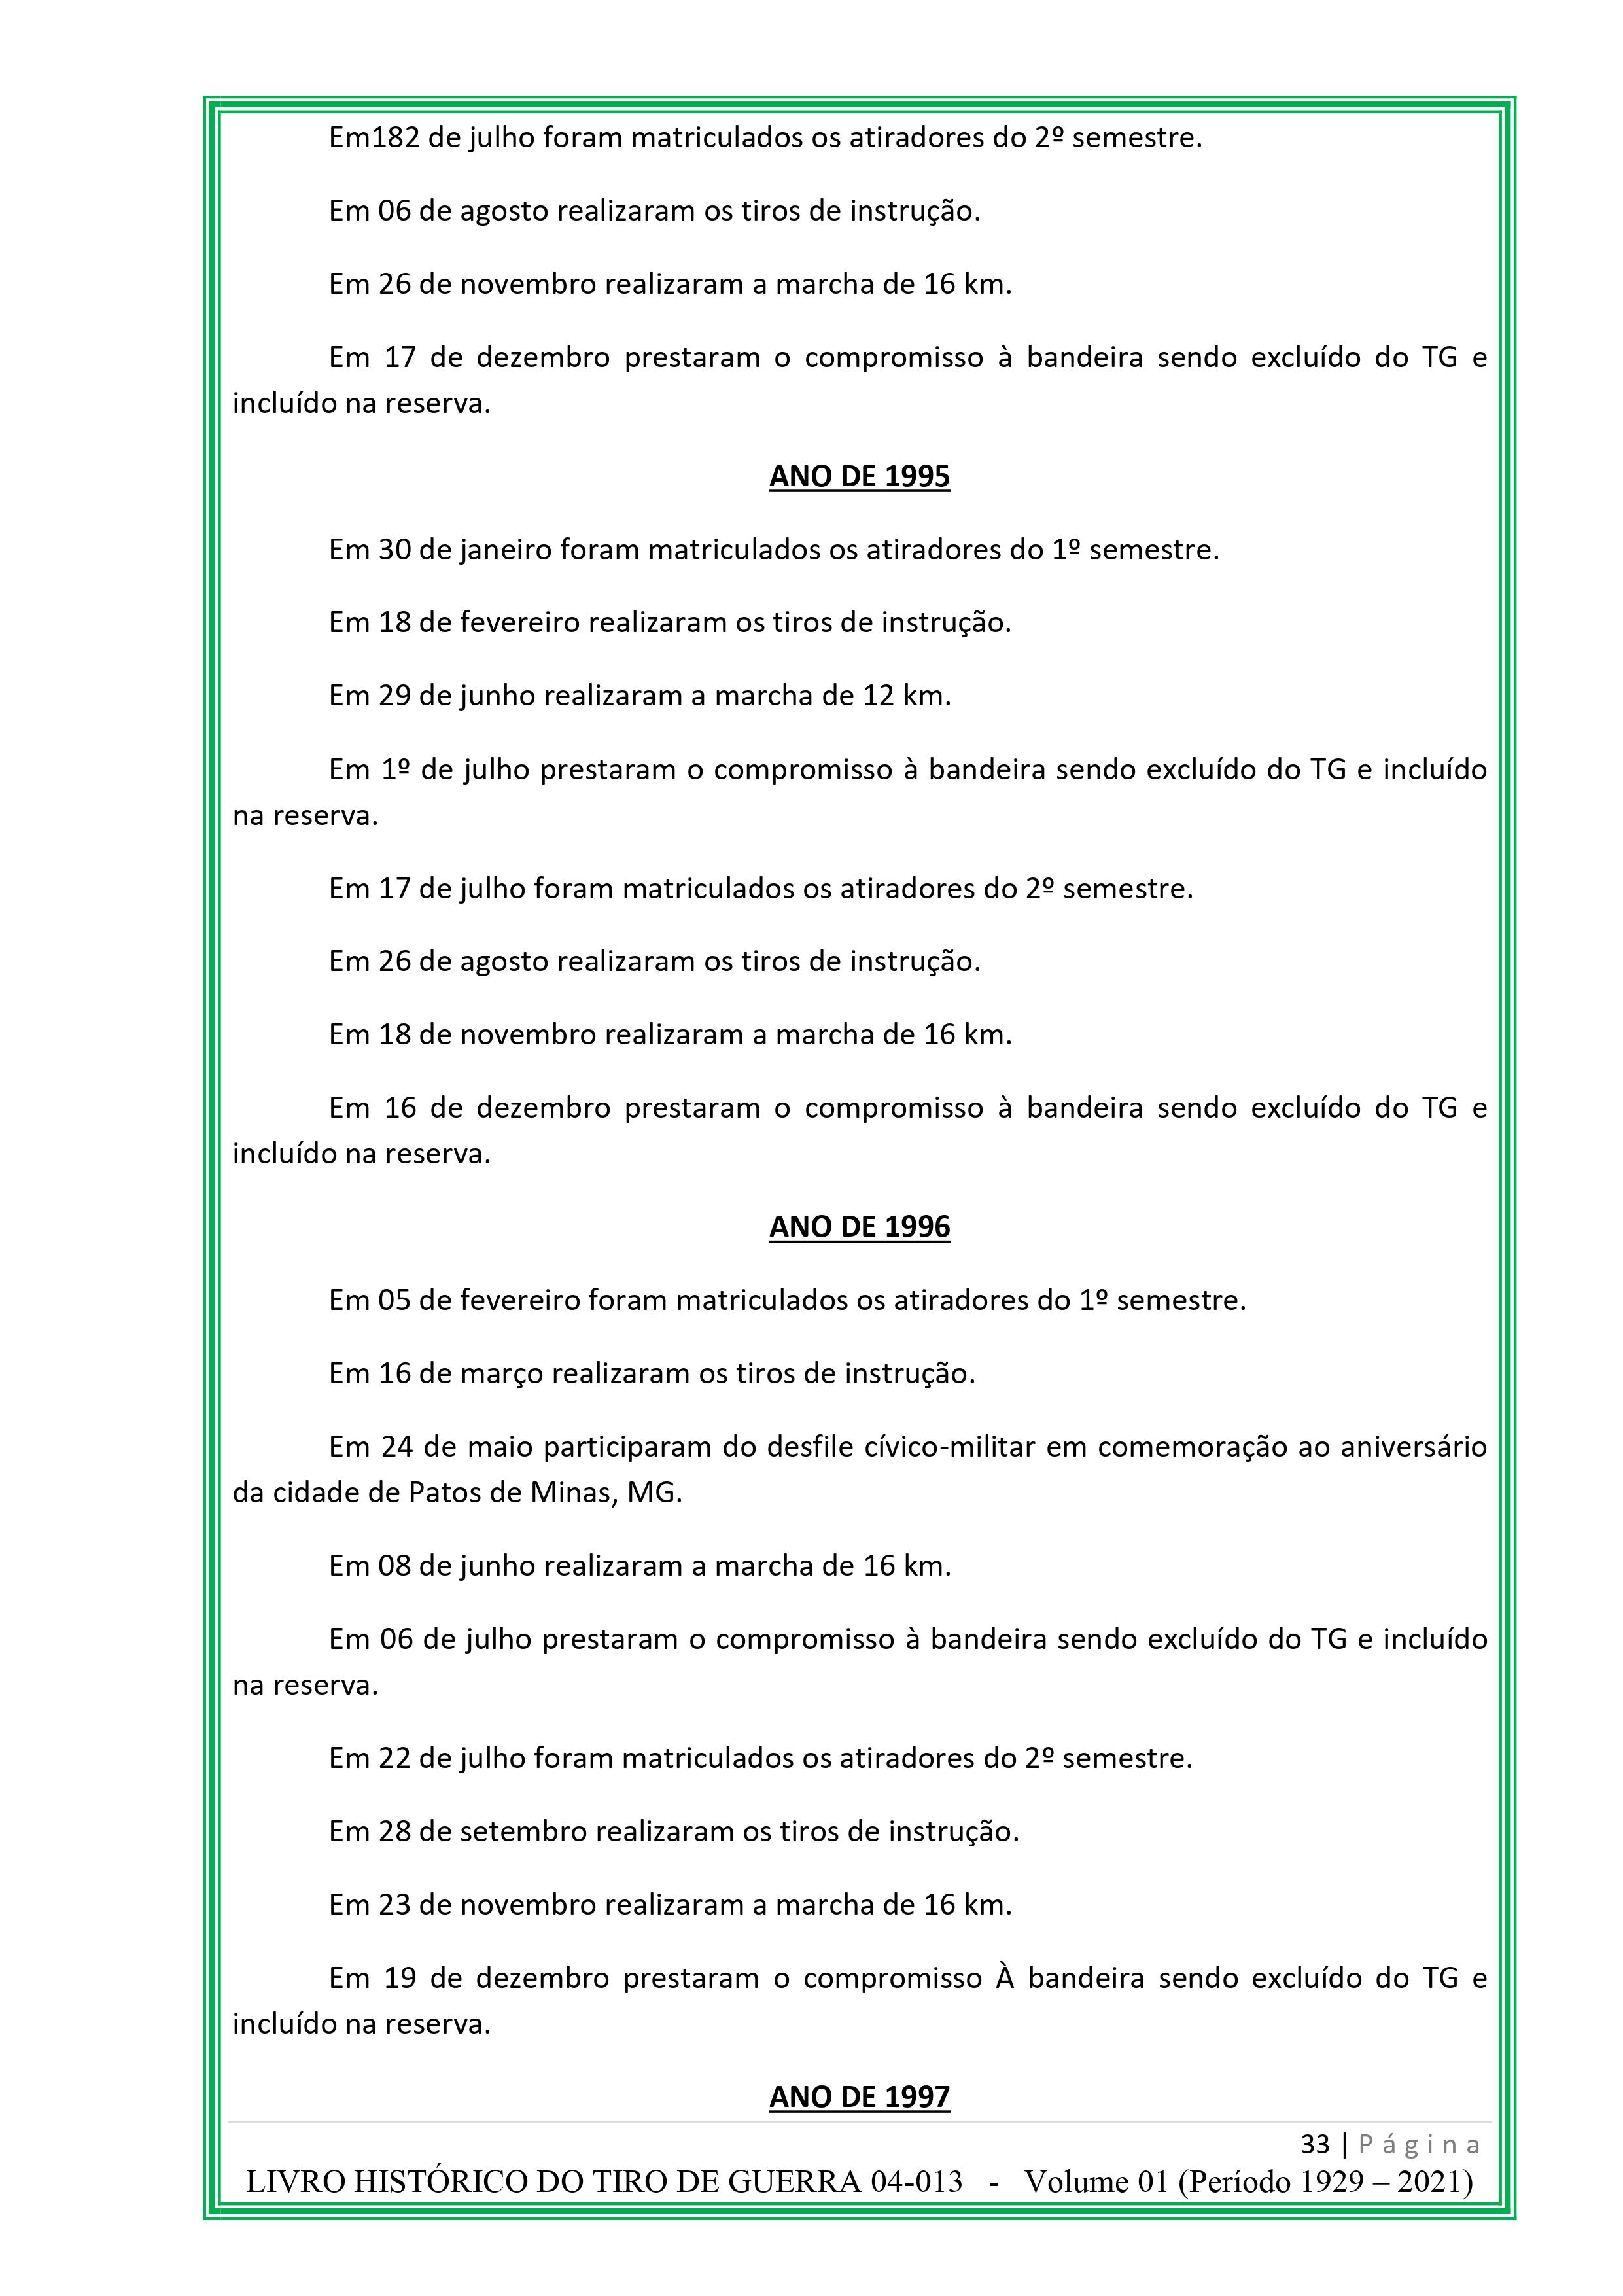 Em182 de julho foram matriculados os atiradores do 2º semestre.
Em 06 de agosto realizaram os tiros de instrução.
Em 26 de novembro realizaram a marcha de 16 km.
Em 17 de dezembro prestaram o compromisso à bandeira sendo excluído do TG e
incluído na reserva.
ANO DE 1995
Em 30 de janeiro foram matriculados os atiradores do 1º semestre.
Em 18 de fevereiro realizaram os tiros de instrução.
Em 29 de junho realizaram a marcha de 12 km.
Em 1º de julho prestaram o compromisso à bandeira sendo excluído do TG e incluído
na reserva.
Em 17 de julho foram matriculados os atiradores do 2º semestre.
Em 26 de agosto realizaram os tiros de instrução.
Em 18 de novembro realizaram a marcha de 16 km.
Em 16 de dezembro prestaram o compromisso à bandeira sendo excluído do TG e
incluído na reserva.
ANO DE 1996
Em 05 de fevereiro foram matriculados os atiradores do 1º semestre.
Em 16 de março realizaram os tiros de instrução.
Em 24 de maio participaram do desfile cívico-militar em comemoração ao aniversário
da cidade de Patos de Minas, MG.
Em 08 de junho realizaram a marcha de 16 km.
Em 06 de julho prestaram o compromisso à bandeira sendo excluído do TG e incluído
na reserva.
Em 22 de julho foram matriculados os atiradores do 2º semestre.
Em 28 de setembro realizaram os tiros de instrução.
Em 23 de novembro realizaram a marcha de 16 km.
Em 19 de dezembro prestaram o compromisso À bandeira sendo excluído do TG e
incluído na reserva.
ANO DE 1997
33 | Página
LIVRO HISTÓRICO DO TIRO DE GUERRA 04-013 - Volume 01 (Período 1929 – 2021)